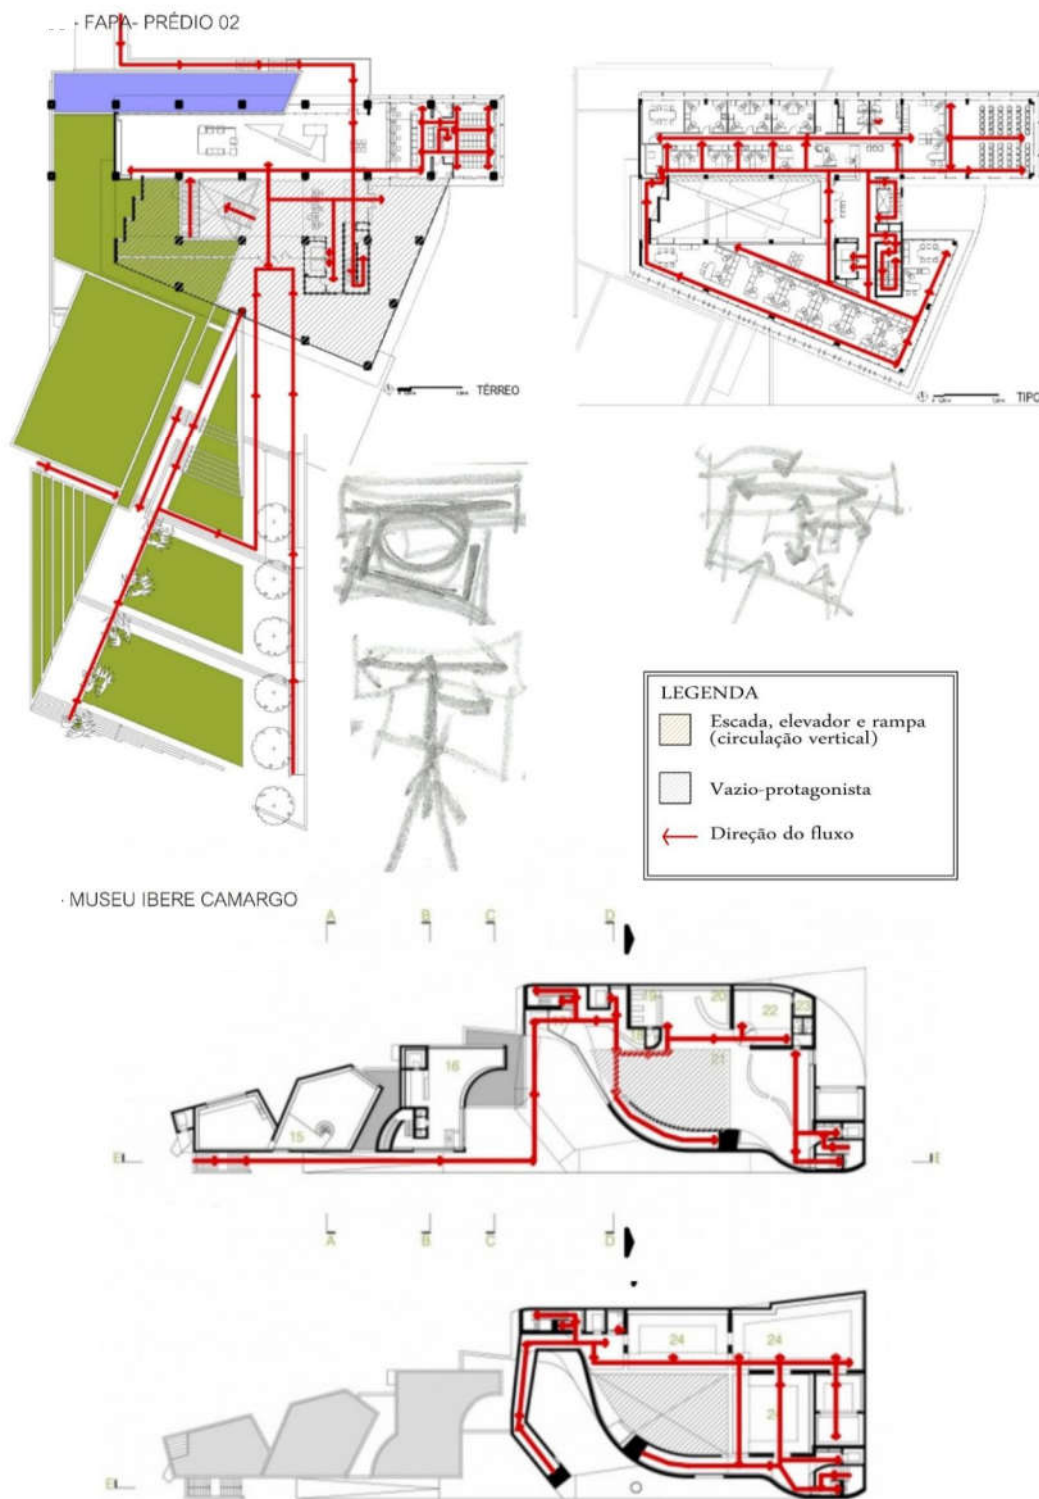 - FAPA- PRÉDIO 02
TÉRREO
TIPO
LEGENDA
Escada, elevador e rampa
(circulação vertical)
Vazio-protagonista
Direção do fluxo
· MUSEU IBERE CAMARGO
A B C D
19 20 22 23
16 21
15
E E
A B C D
24 24
E